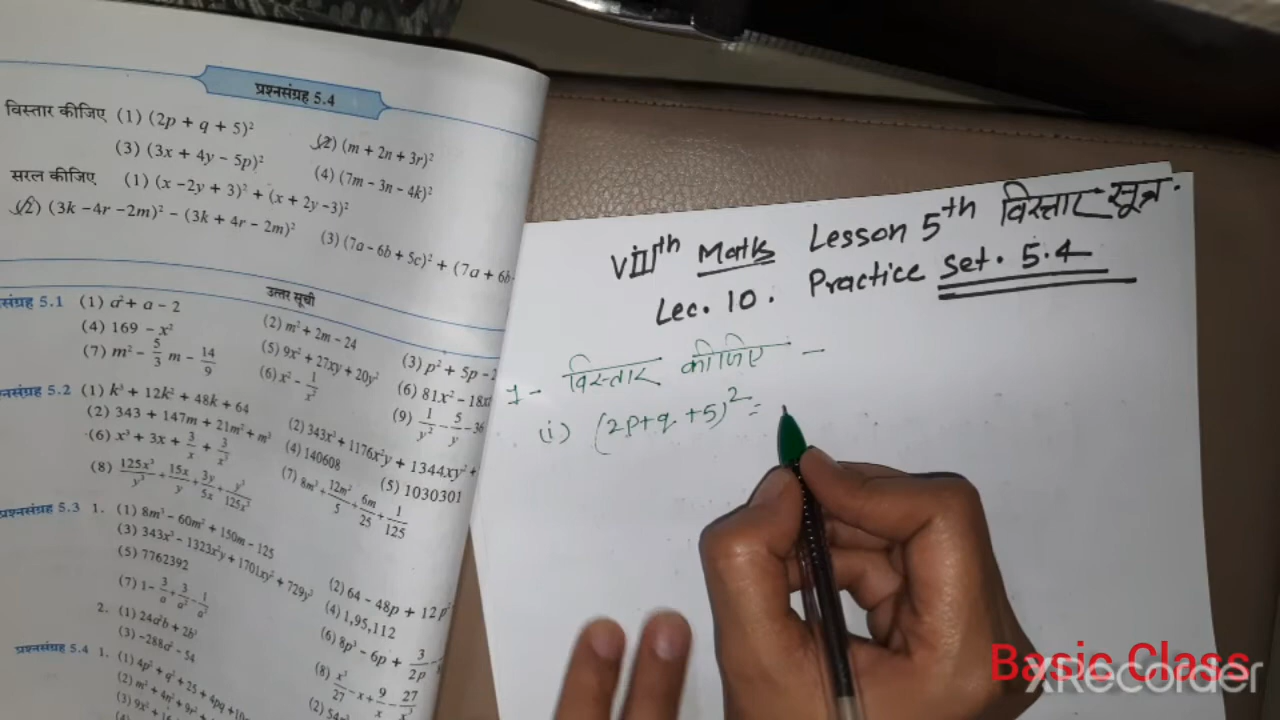 प्रश्नसंग्रह 5.4
विस्तार कीजिए (1) (2p + q + 5)² (2) (m + 2n + 3r)²
(3) (3x + 4y − 5p)² (4) (7m − 3n − 4k)²
सरल कीजिए (1) (x − 2y + 3)² + (x + 2y − 3)²
(2) (3k − 4r − 2m)² − (3k + 4r − 2m)² (3) (7a − 6b + 5c)² + (7a + 6b
उत्तर सूची
5.1 (1) a² + a − 2 (2) m² + 2m − 24 (3) p² + 5p −
(4) 169 − x² (5) 9x² + 27xy + 20y² (6) 81x² − 18x
(7) m² − 5/3 m − 14/9 (6) x² − 1/x² (9) 1/y² − 5/y − 36
5.2 (1) k³ + 12k² + 48k + 64 (2) 343x³ + 1176x²y + 1344xy² +
(2) 343 + 147m + 21m² + m³ (4) 140608 (5) 1030301
(6) x³ + 3x + 3/x + 3/x³ (7) 8m³ + 12m²/5 + 6m/25 + 1/125
(8) 125x³/y³ + 15x/y + 3y/5x + y³/125x³
प्रश्नसंग्रह 5.3 1. (1) 8m³ − 60m² + 150m − 125 (2) 64 − 48p + 12p²
(3) 343x³ − 1323x²y + 1701xy² + 729y³ (4) 1,95,112
(5) 7762392 (6) 8p³ − 6p + 3/2p −
(7) 1 − 3/a + 3/a² − 1/a³ (8) x³/27 − x + 9/x − 27/x³
2. (1) 24a²b + 2b³
(3) −288a² − 54
प्रश्नसंग्रह 5.4 1. (1) 4p² + q² + 25 + 4pq + 10
(2) m² + 4n² + 9r²
(3) 9x² + 16
VIIIth Maths Lesson 5th विस्तार सूत्र.
Lec. 10. Practice Set. 5.4
1- विस्तार कीजिए -
(i) (2p+q+5)² =
Basic Class
XRecorder